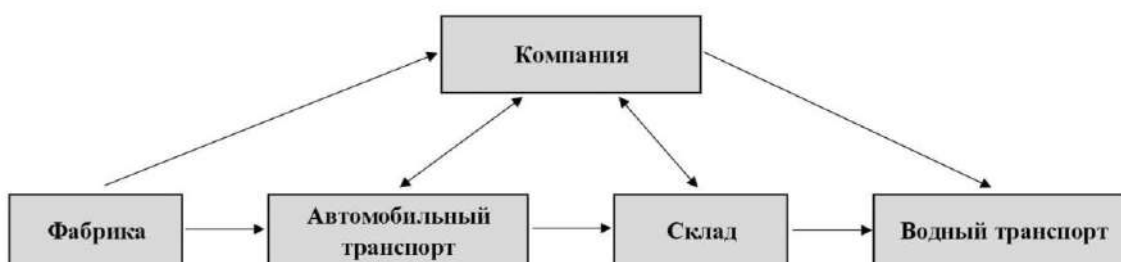 Компания
Фабрика
Автомобильный
транспорт
Склад
Водный транспорт